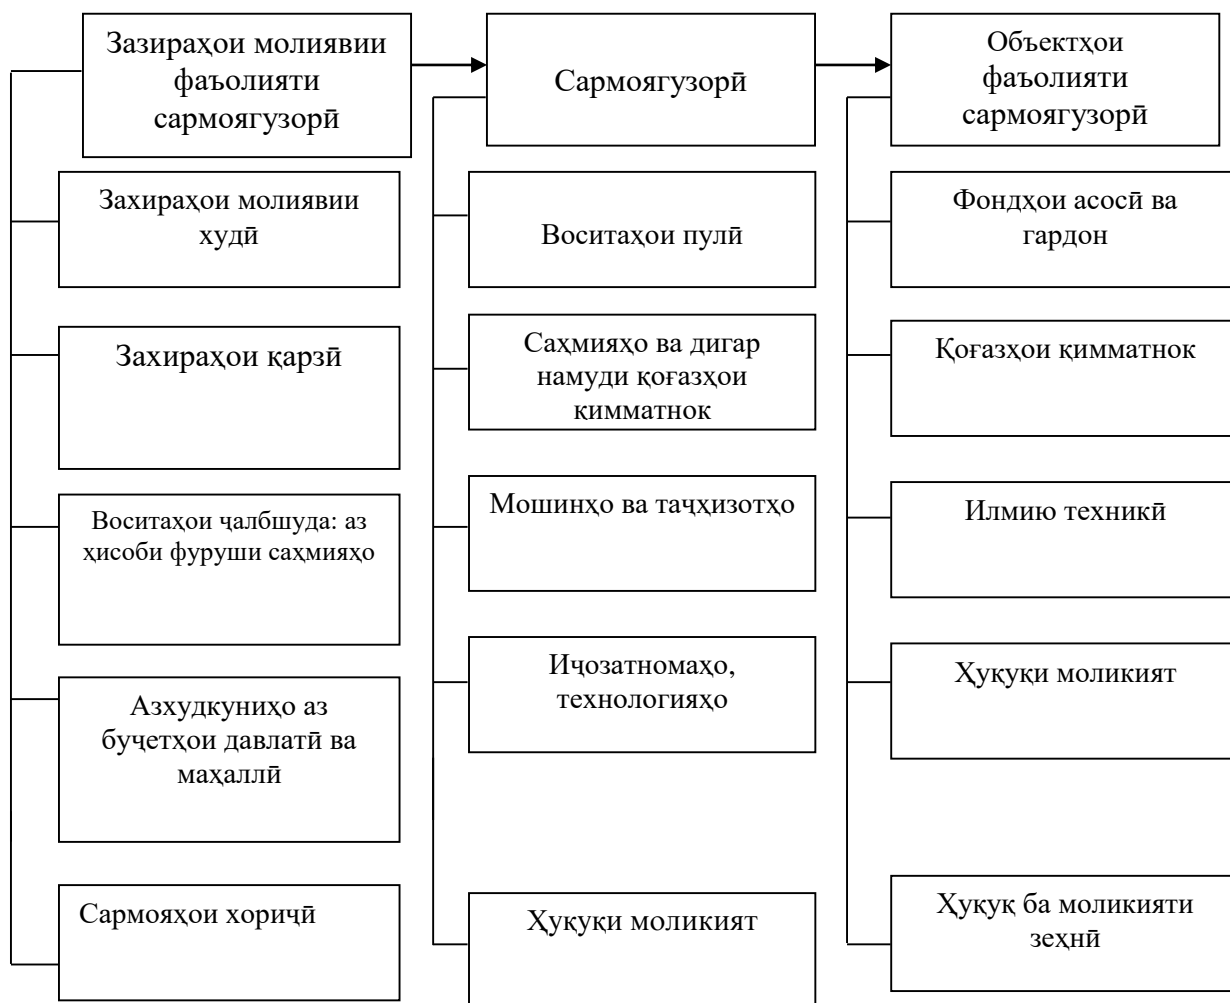 Зазираҳои молиявии
фаъолияти
сармоягузорӣ
Захираҳои молиявии
худӣ
Захираҳои қарзӣ
Воситаҳои ҷалбшуда: аз
ҳисоби фуруши саҳмияҳо
Азхудкуниҳо аз
буҷетҳои давлатӣ ва
маҳаллӣ
Сармояҳои хориҷӣ
Сармоягузорӣ
Воситаҳои пулӣ
Саҳмияҳо ва дигар
намуди қоғазҳои
қимматнок
Мошинҳо ва таҷҳизотҳо
Иҷозатномаҳо,
технологияҳо
Ҳуқуқи моликият
Объектҳои
фаъолияти
сармоягузорӣ
Фондҳои асосӣ ва
гардон
Қоғазҳои қимматнок
Илмию техникӣ
Ҳуқуқи моликият
Ҳуқуқ ба моликияти
зеҳнӣ